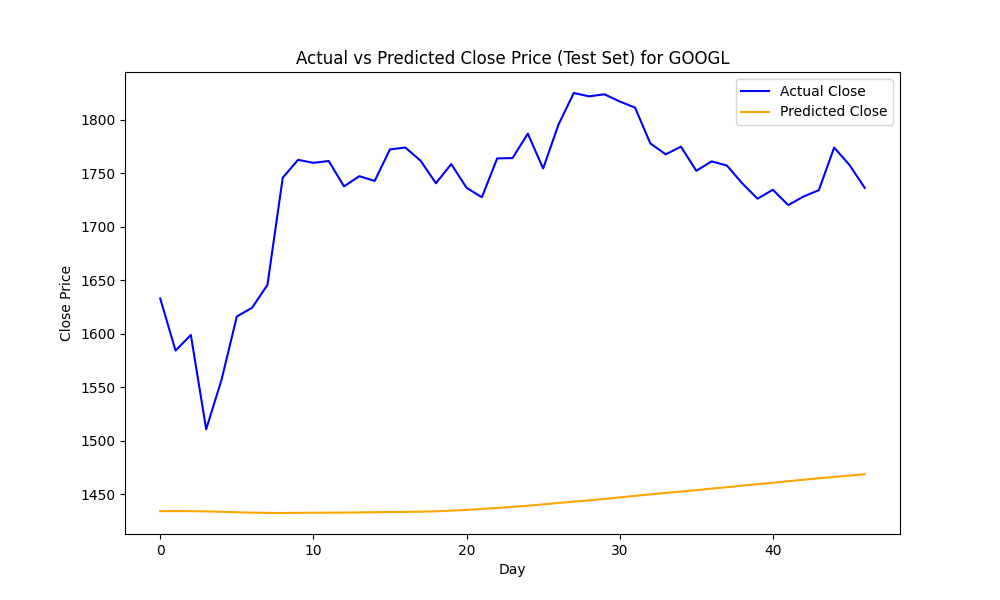 Actual vs Predicted Close Price (Test Set) for GOOGL
Actual Close
Predicted Close
1800
1750
1700
1650
1600
1550
1500
1450
Close Price
0 10 20 30 40
Day